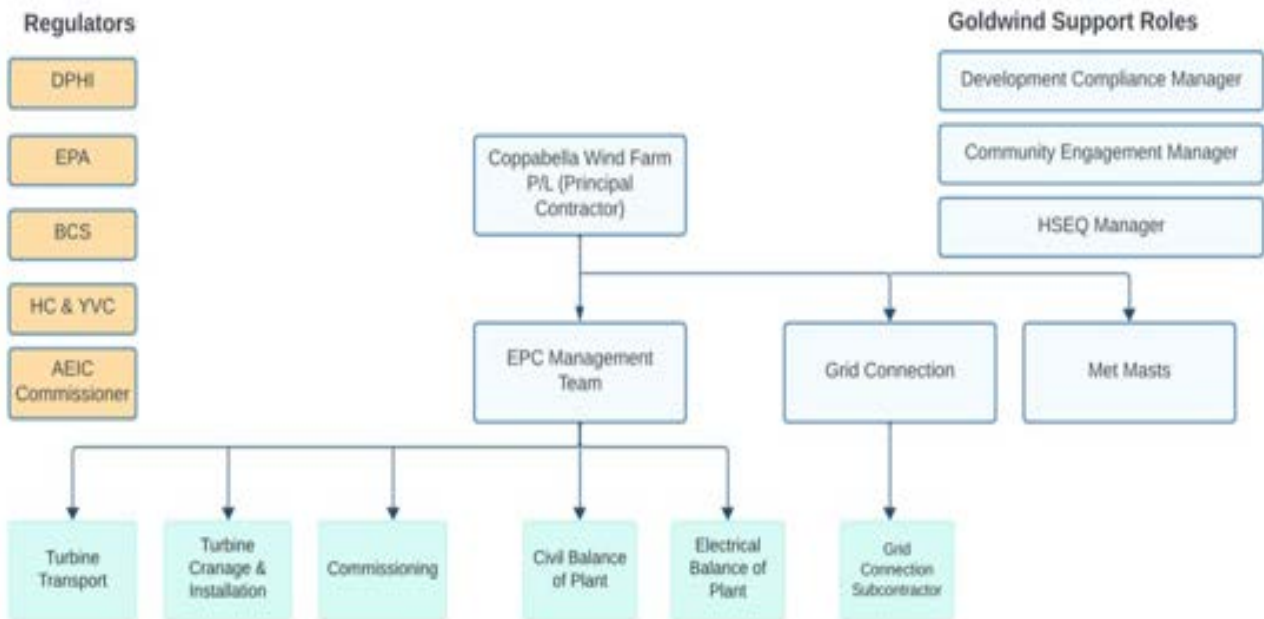 Regulators
DPHI
EPA
BCS
HC & YVC
AEIC
Commissioner
Goldwind Support Roles
Development Compliance Manager
Community Engagement Manager
HSEQ Manager
Coppabella Wind Farm
P/L (Principal
Contractor)
EPC Management
Team
Grid Connection
Met Masts
Turbine
Transport
Turbine
Cranage &
Installation
Commissioning
Civil Balance
of Plant
Electrical
Balance of
Plant
Grid
Connection
Subcontractor